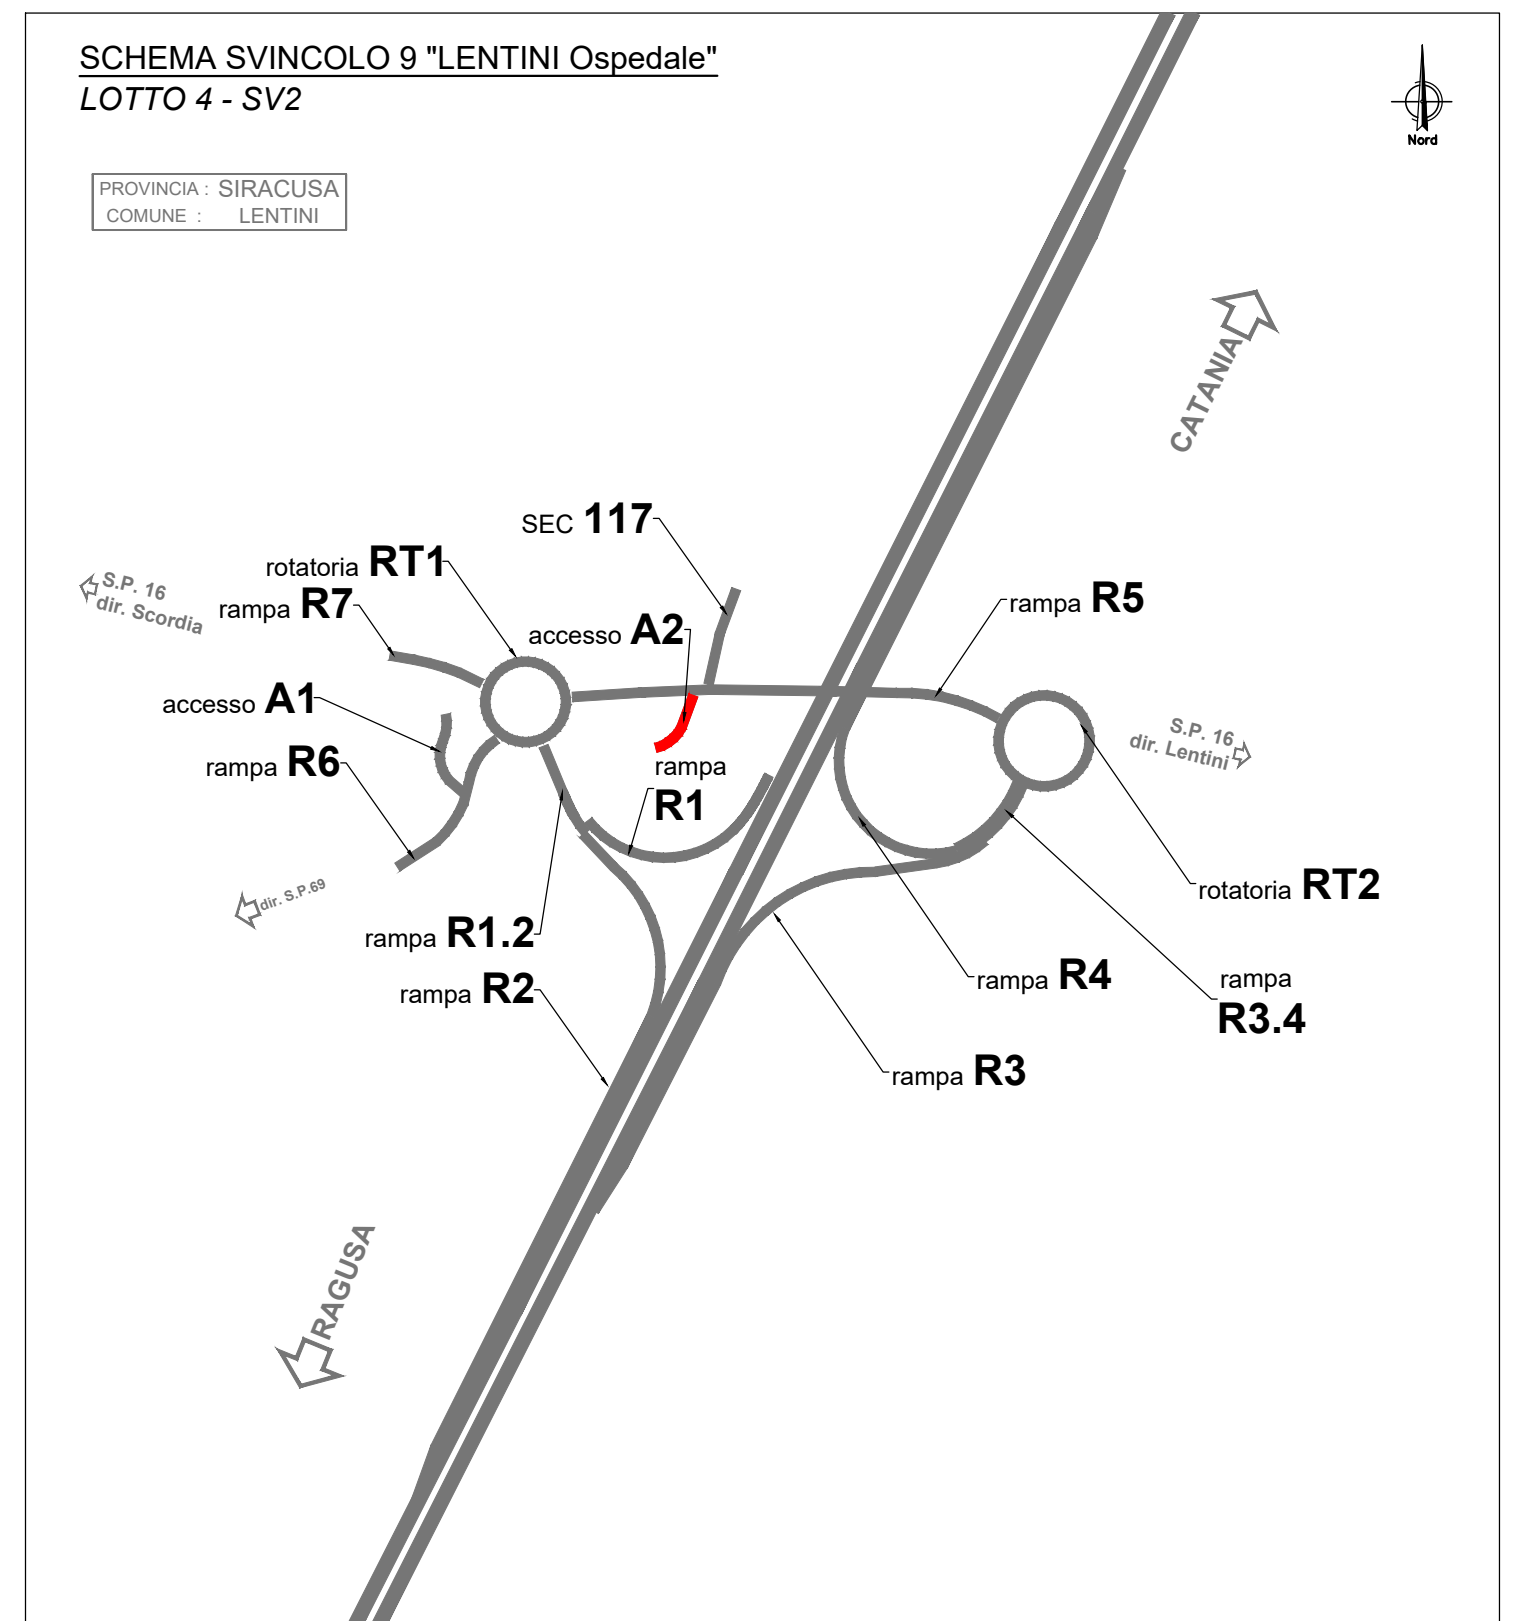 SCHEMA SVINCOLO 9 "LENTINI Ospedale"
LOTTO 4 - SV2
Nord
PROVINCIA : SIRACUSA
COMUNE : LENTINI
CATANIA
SEC 117
rotatoria RT1
S.P. 16
dir. Scordia
rampa R7
rampa R5
accesso A2
accesso A1
S.P. 16
dir. Lentini
rampa R6
rampa
R1
dir. S.P.69
rotatoria RT2
rampa R1.2
rampa R2
rampa R4
rampa
R3.4
rampa R3
RAGUSA